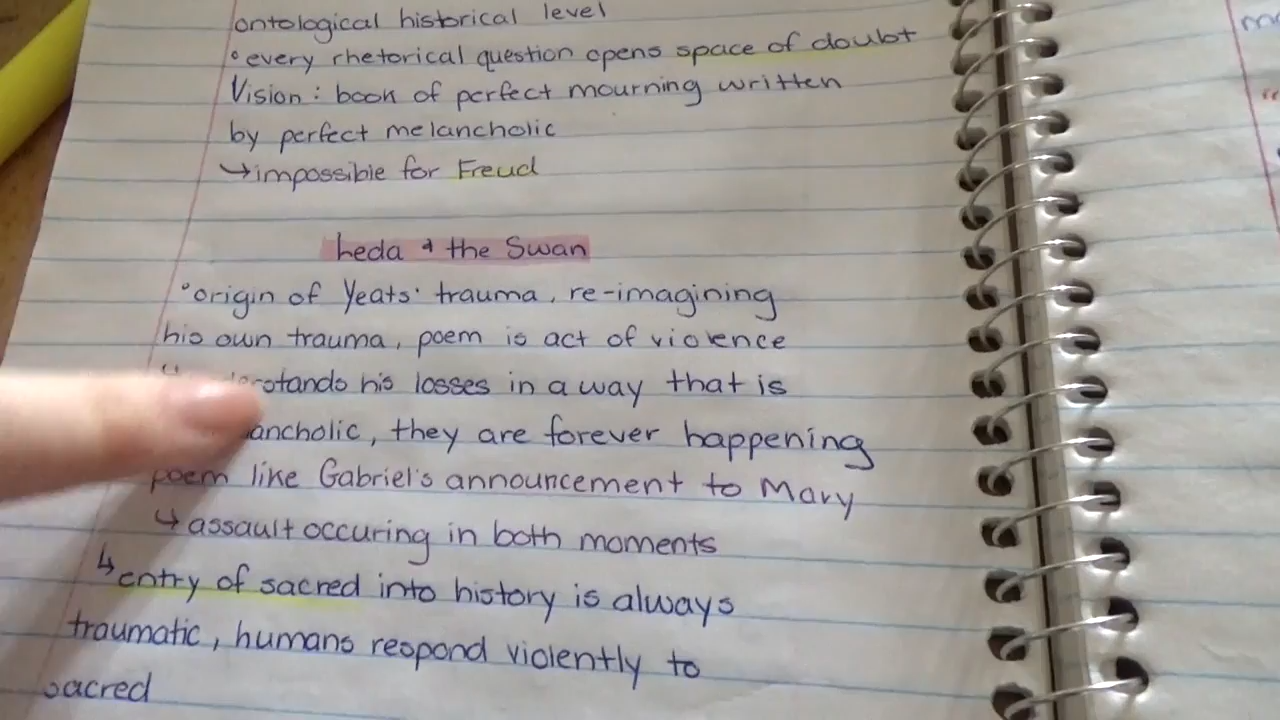 ontological historical level
°every rhetorical question opens space of doubt
Vision: book of perfect mourning written
by perfect melancholic
↳impossible for Freud
Leda & the Swan
°origin of Yeats' trauma, re-imagining
his own trauma, poem is act of violence
his losses in a way that is
they are forever happening
poem like Gabriel's announcement to Mary
↳assault occuring in both moments
↳entry of sacred into history is always
traumatic, humans respond violently to
sacred